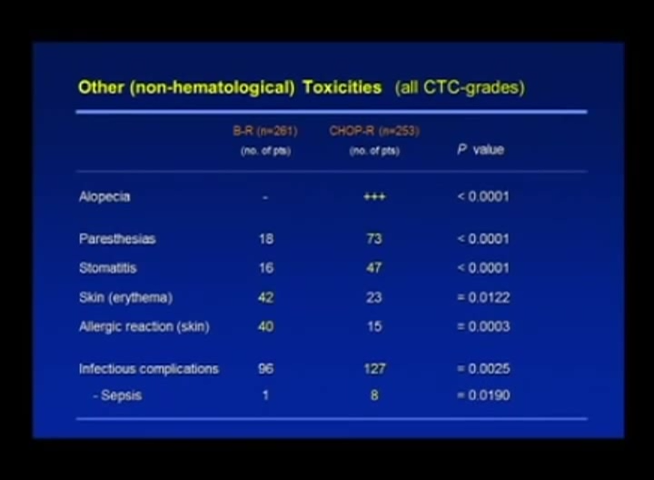 Other (non-hematological) Toxicities (all CTC-grades)
B-R (n=261) CHOP-R (n=253)
(no. of pts) (no. of pts) P value
Alopecia - +++ < 0.0001
Paresthesias 18 73 < 0.0001
Stomatitis 16 47 < 0.0001
Skin (erythema) 42 23 = 0.0122
Allergic reaction (skin) 40 15 = 0.0003
Infectious complications 96 127 = 0.0025
- Sepsis 1 8 = 0.0190